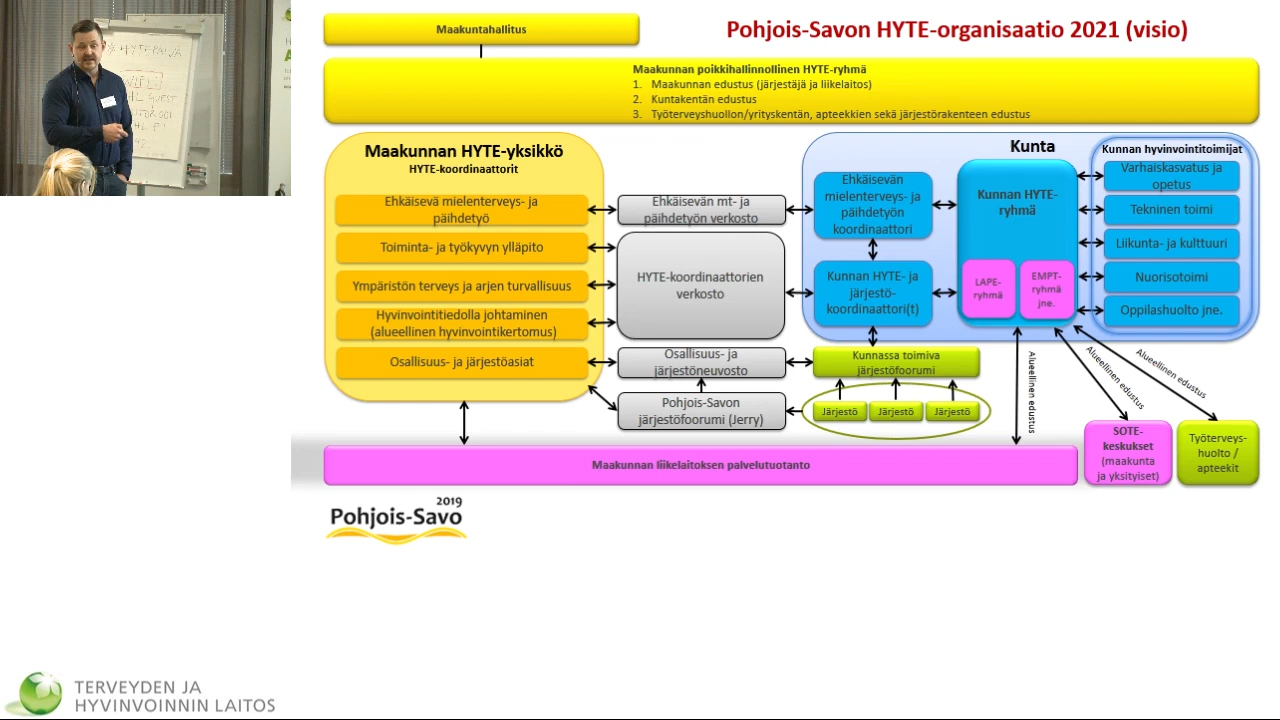 Maakuntahallitus
Pohjois-Savon HYTE-organisaatio 2021 (visio)
Maakunnan poikkihallinnollinen HYTE-ryhmä
1. Maakunnan edustus (järjestäjä ja liikelaitos)
2. Kuntakentän edustus
3. Työterveyshuollon/yrityskentän, apteekkien sekä järjestörakenteen edustus
Maakunnan HYTE-yksikkö
HYTE-koordinaattorit
Ehkäisevä mielenterveys- ja
päihdetyö
Toiminta- ja työkyvyn ylläpito
Ympäristön terveys ja arjen turvallisuus
Hyvinvointitiedolla johtaminen
(alueellinen hyvinvointikertomus)
Osallisuus- ja järjestöasiat
Ehkäisevän mt- ja
päihdetyön verkosto
HYTE-koordinaattorien
verkosto
Osallisuus- ja
järjestöneuvosto
Pohjois-Savon
järjestöfoorumi (Jerry)
Kunta
Ehkäisevän
mielenterveys- ja
päihdetyön
koordinaattori
Kunnan HYTE- ja
järjestö-
koordinaattori(t)
Kunnan HYTE-
ryhmä
LAPE-
ryhmä
EMPT-
ryhmä
jne.
Kunnan hyvinvointitoimijat
Varhaiskasvatus ja
opetus
Tekninen toimi
Liikunta- ja kulttuuri
Nuorisotoimi
Oppilashuolto jne.
Kunnassa toimiva
järjestöfoorumi
Järjestö
Järjestö
Järjestö
Alueellinen edustus
Alueellinen edustus
Alueellinen edustus
Maakunnan liikelaitoksen palvelutuotanto
SOTE-
keskukset
(maakunta
ja yksityiset)
Työterveys-
huolto /
apteekit
2019
Pohjois-Savo
TERVEYDEN JA
HYVINVOINNIN LAITOS